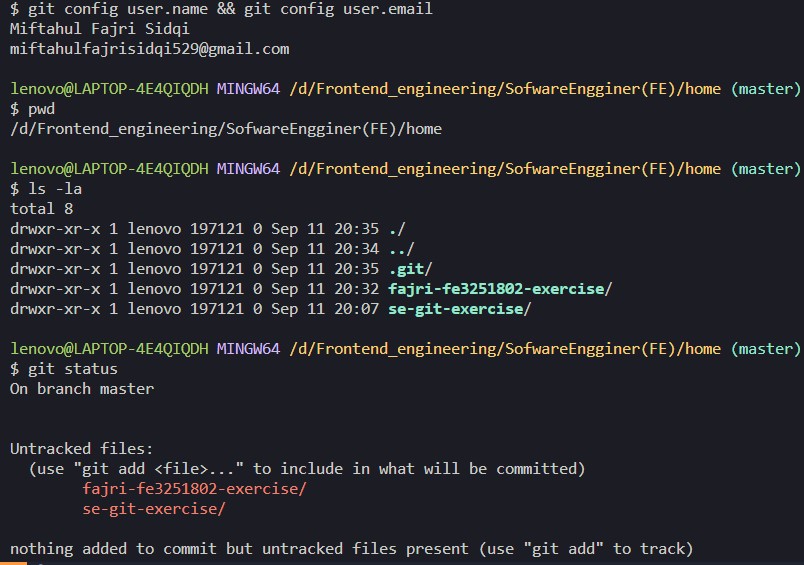 $ git config user.name && git config user.email
Miftahul Fajri Sidqi
miftahulfajrisidqi529@gmail.com
lenovo@LAPTOP-4E4QIQDH MINGW64 /d/Frontend_engineering/SofwareEngginer(FE)/home (master)
$ pwd
/d/Frontend_engineering/SofwareEngginer(FE)/home
lenovo@LAPTOP-4E4QIQDH MINGW64 /d/Frontend_engineering/SofwareEngginer(FE)/home (master)
$ ls -la
total 8
drwxr-xr-x 1 lenovo 197121 0 Sep 11 20:35 ./
drwxr-xr-x 1 lenovo 197121 0 Sep 11 20:34 ../
drwxr-xr-x 1 lenovo 197121 0 Sep 11 20:35 .git/
drwxr-xr-x 1 lenovo 197121 0 Sep 11 20:32 fajri-fe3251802-exercise/
drwxr-xr-x 1 lenovo 197121 0 Sep 11 20:07 se-git-exercise/
lenovo@LAPTOP-4E4QIQDH MINGW64 /d/Frontend_engineering/SofwareEngginer(FE)/home (master)
$ git status
On branch master
Untracked files:
  (use "git add <file>..." to include in what will be committed)
        fajri-fe3251802-exercise/
        se-git-exercise/
nothing added to commit but untracked files present (use "git add" to track)